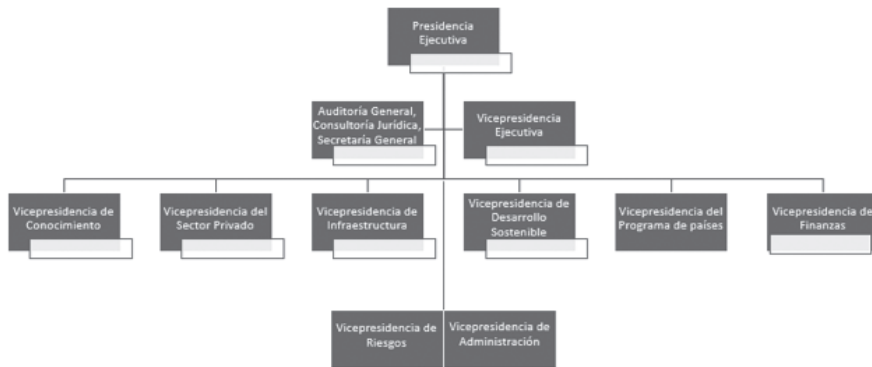 Presidencia
Ejecutiva
Auditoría General,
Consultoría Jurídica,
Secretaría General
Vicepresidencia
Ejecutiva
Vicepresidencia de
Conocimiento
Vicepresidencia del
Sector Privado
Vicepresidencia de
Infraestructura
Vicepresidencia de
Desarrollo
Sostenible
Vicepresidencia del
Programa de países
Vicepresidencia de
Finanzas
Vicepresidencia de
Riesgos
Vicepresidencia de
Administración